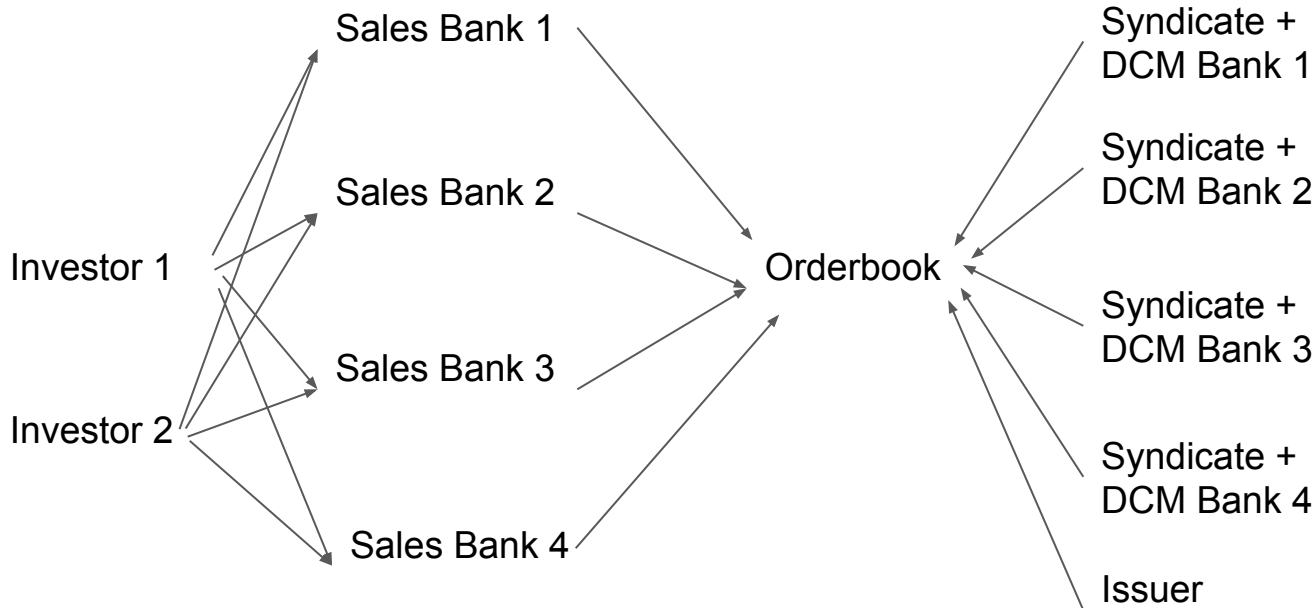 Sales Bank 1
Syndicate +
DCM Bank 1
Syndicate +
DCM Bank 2
Sales Bank 2
Investor 1
Orderbook
Syndicate +
DCM Bank 3
Sales Bank 3
Investor 2
Syndicate +
DCM Bank 4
Sales Bank 4
Issuer